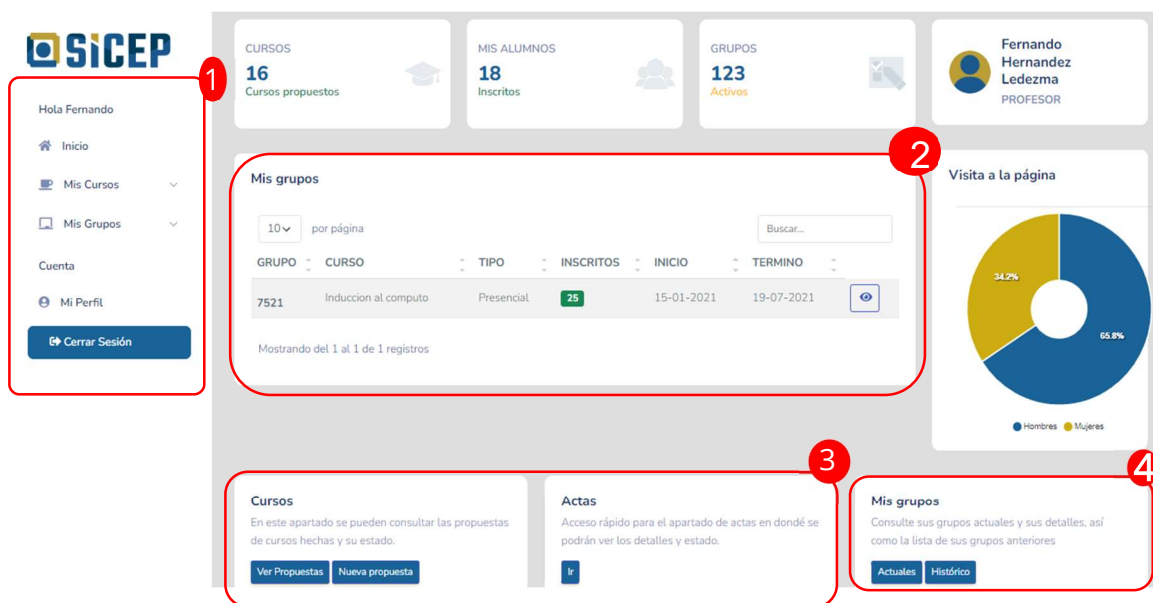 SiCEP
1
Hola Fernando
Inicio
Mis Cursos
Mis Grupos
Cuenta
Mi Perfil
Cerrar Sesión
CURSOS
16
Cursos propuestos
MIS ALUMNOS
18
Inscritos
GRUPOS
123
Activos
Fernando
Hernandez
Ledezma
PROFESOR
2
Mis grupos
10 por página
Buscar...
GRUPO CURSO TIPO INSCRITOS INICIO TERMINO
7521 Induccion al computo Presencial 25 15-01-2021 19-07-2021
Mostrando del 1 al 1 de 1 registros
Visita a la página
34.2%
65.8%
Hombres Mujeres
3
Cursos
En este apartado se pueden consultar las propuestas
de cursos hechas y su estado.
Ver Propuestas Nueva propuesta
Actas
Acceso rápido para el apartado de actas en dondé se
podrán ver los detalles y estado.
Ir
4
Mis grupos
Consulte sus grupos actuales y sus detalles, así
como la lista de sus grupos anteriores
Actuales Histórico